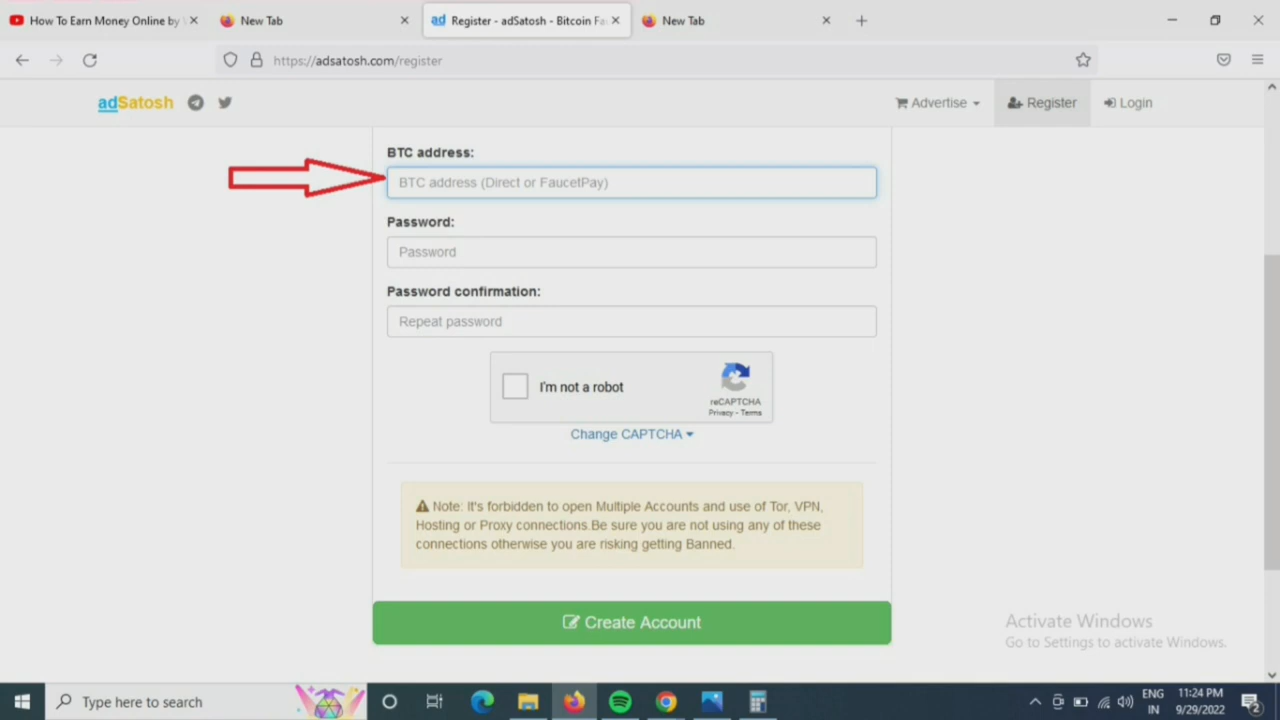 How To Earn Money Online by
New Tab
ad Register - adSatosh - Bitcoin Fa
New Tab
https://adsatosh.com/register
adSatosh
Advertise
Register
Login
BTC address:
BTC address (Direct or FaucetPay)
Password:
Password
Password confirmation:
Repeat password
I'm not a robot
reCAPTCHA
Privacy - Terms
Change CAPTCHA
Note: It's forbidden to open Multiple Accounts and use of Tor, VPN,
Hosting or Proxy connections.Be sure you are not using any of these
connections otherwise you are risking getting Banned.
Create Account
Activate Windows
Go to Settings to activate Windows.
Type here to search
ENG
IN
11:24 PM
9/29/2022
2